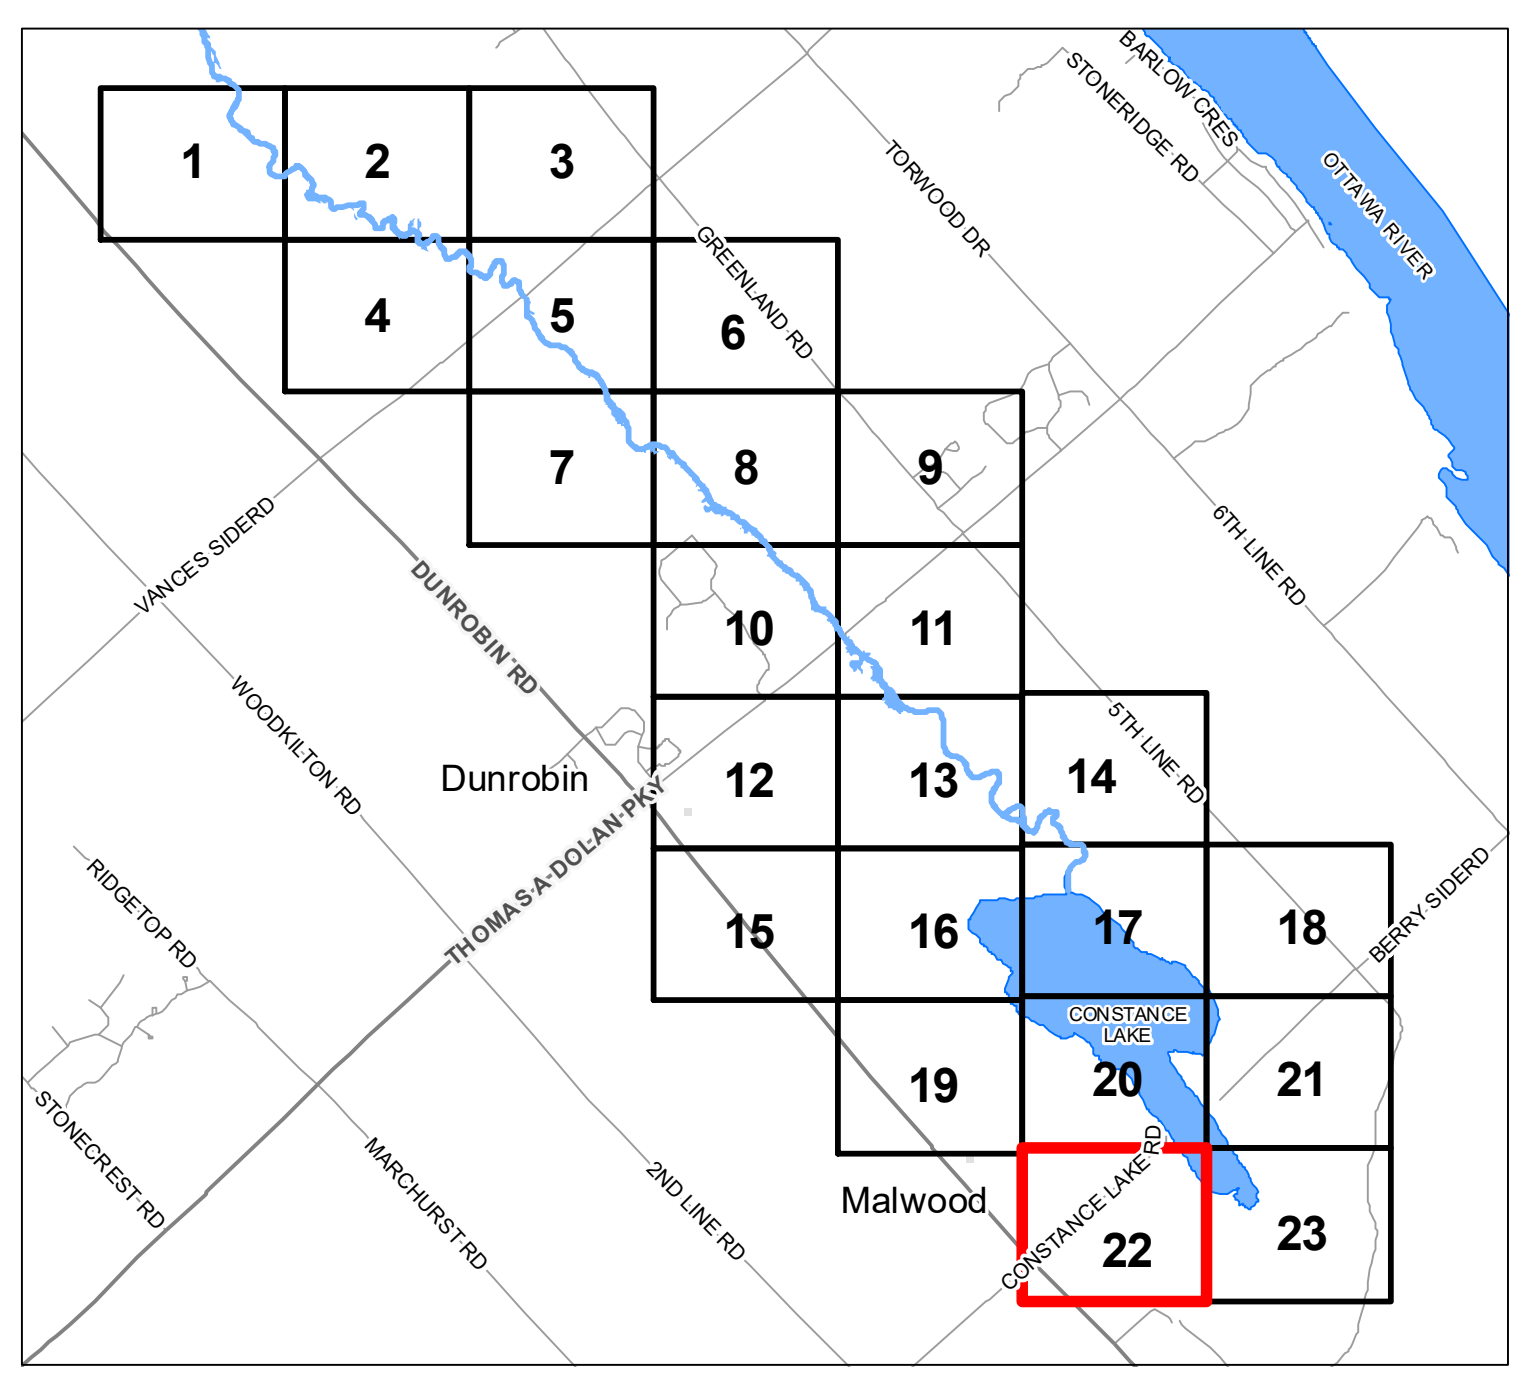 BARLOW CRES
STONERIDGE RD
OTTAWA RIVER
TORWOOD DR
1
2
3
GREENLAND RD
4
5
6
7
8
9
VANCES SIDERD
DUNROBIN RD
6TH LINE RD
10
11
WOODKILTON RD
5TH LINE RD
Dunrobin
12
13
14
THOMAS A DOLAN PKY
RIDGETOP RD
15
16
17
18
BERRY SIDERD
CONSTANCE
LAKE
19
20
21
STONECREST RD
MARCHURST RD
2ND LINE RD
Malwood
CONSTANCE LAKE RD
22
23